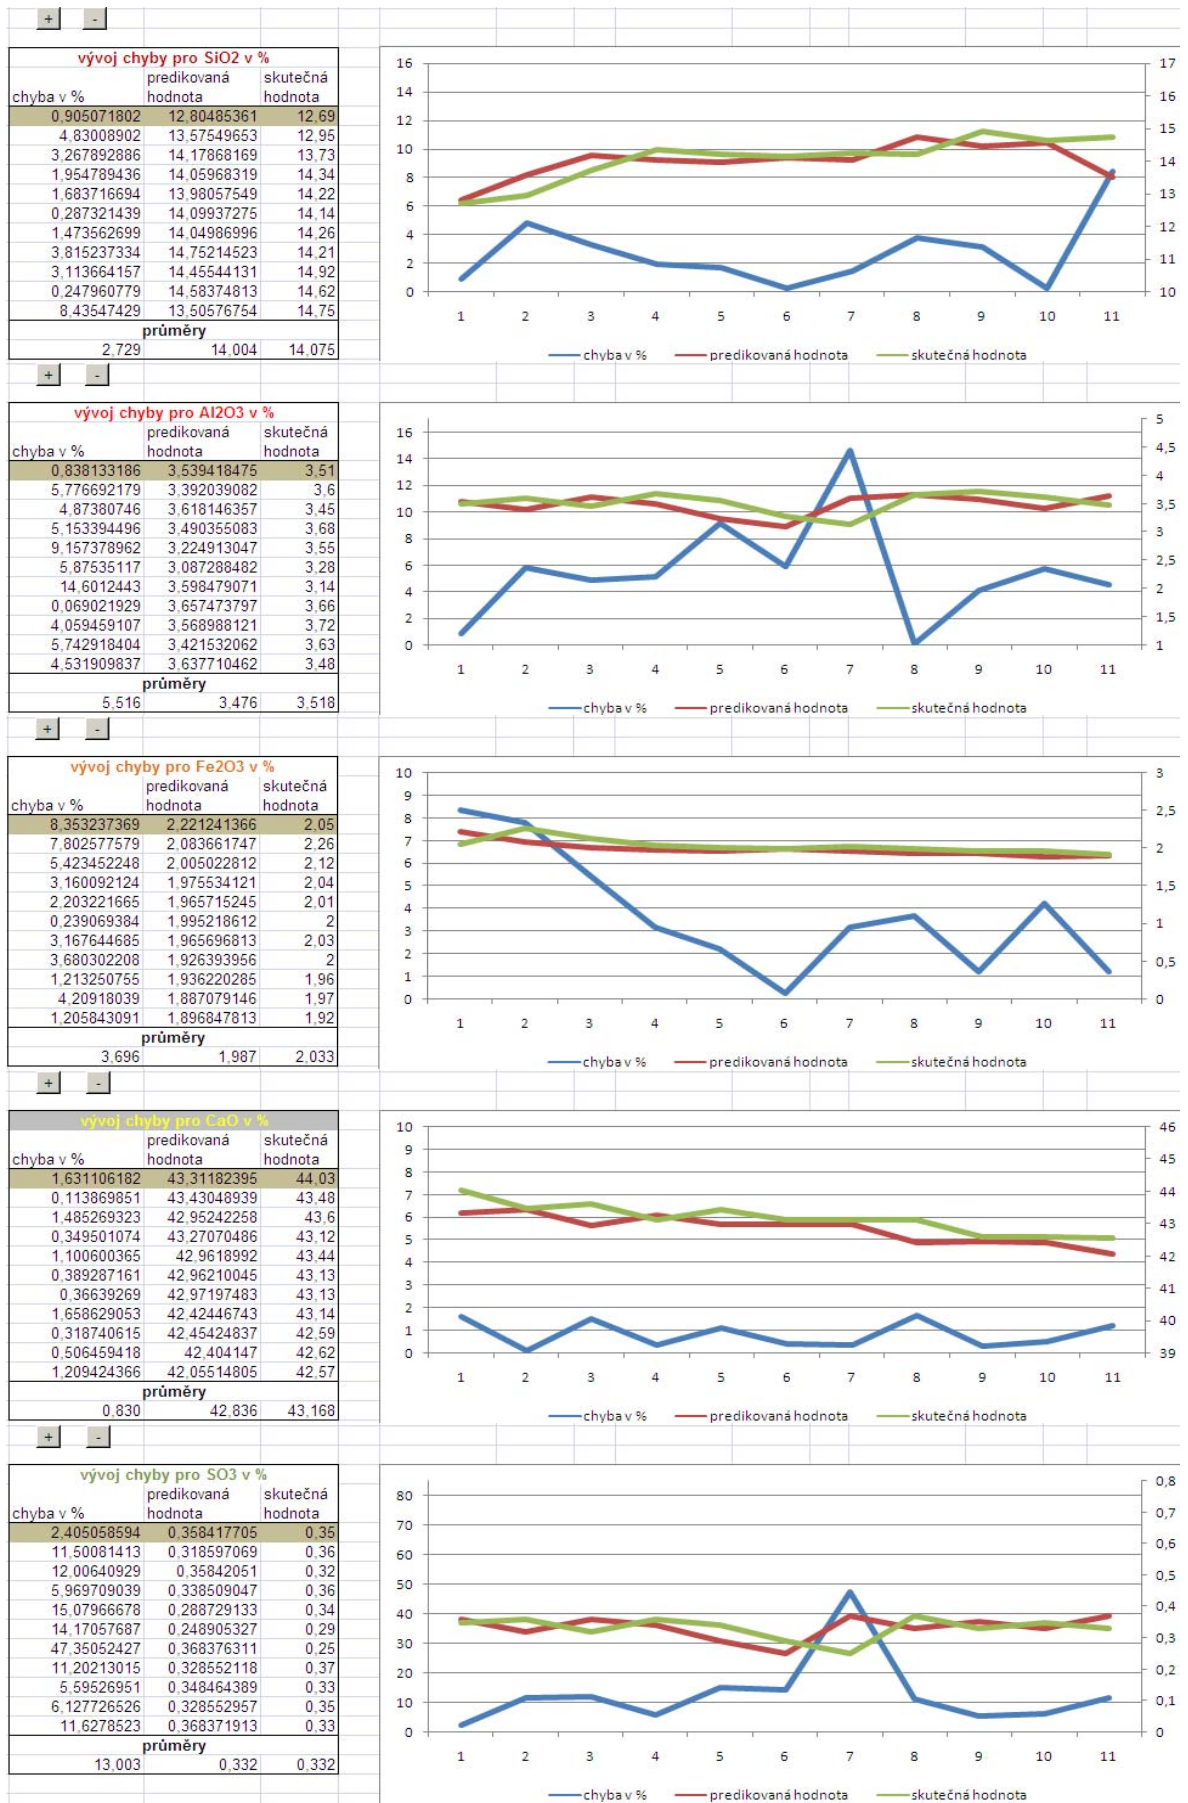 + -
vývoj chyby pro SiO2 v %
chyba v % predikovaná hodnota skutečná hodnota
0,905071802 12,80485361 12,69
4,83008902 13,57549653 12,95
3,267892886 14,17868169 13,73
1,954789436 14,05968319 14,34
1,683716694 13,98057549 14,22
0,287321439 14,09937275 14,14
1,473562699 14,04986996 14,26
3,815237334 14,75214523 14,21
3,113664157 14,45544131 14,92
0,247960779 14,58374813 14,62
8,43547429 13,50576754 14,75
průměry
2,729 14,004 14,075
16 17
14 16
12 15
10 14
8 13
6 12
4 11
2 10
0
1 2 3 4 5 6 7 8 9 10 11
chyba v % predikovaná hodnota skutečná hodnota
+ -
vývoj chyby pro Al2O3 v %
chyba v % predikovaná hodnota skutečná hodnota
0,838133186 3,539418475 3,51
5,776692179 3,392039082 3,6
4,87380746 3,618146357 3,45
5,153394496 3,490355083 3,68
9,157378962 3,224913047 3,55
5,87535117 3,087288482 3,28
14,6012443 3,598479071 3,14
0,069021929 3,657473797 3,66
4,059459107 3,568988121 3,72
5,742918404 3,421532062 3,63
4,531909837 3,637710462 3,48
průměry
5,516 3,476 3,518
16 5
14 4,5
12 4
10 3,5
8 3
6 2,5
4 2
2 1,5
0 1
1 2 3 4 5 6 7 8 9 10 11
chyba v % predikovaná hodnota skutečná hodnota
+ -
vývoj chyby pro Fe2O3 v %
chyba v % predikovaná hodnota skutečná hodnota
8,353237369 2,221241366 2,05
7,802577579 2,083661747 2,26
5,423452248 2,005022812 2,12
3,160092124 1,975534121 2,04
2,203221665 1,965715245 2,01
0,239069384 1,995218612 2
3,167644685 1,965696813 2,03
3,680302208 1,926393956 2
1,213250755 1,936220285 1,96
4,20918039 1,887079146 1,97
1,205843091 1,896847813 1,92
průměry
3,696 1,987 2,033
10 3
9 2,5
8 2
7 1,5
6 1
5 0,5
4 0
3
2
1
0
1 2 3 4 5 6 7 8 9 10 11
chyba v % predikovaná hodnota skutečná hodnota
+ -
vývoj chyby pro CaO v %
chyba v % predikovaná hodnota skutečná hodnota
1,631106182 43,31182395 44,03
0,113869851 43,43048939 43,48
1,485269323 42,95242258 43,6
0,349501074 43,27070486 43,12
1,100600365 42,9618992 43,44
0,389287161 42,96210045 43,13
0,36639269 42,97197483 43,13
1,658629053 42,42446743 43,14
0,318740615 42,45424837 42,59
0,506459418 42,404147 42,62
1,209424366 42,05514805 42,57
průměry
0,830 42,836 43,168
10 46
9 45
8 44
7 43
6 42
5 41
4 40
3 39
2
1
0
1 2 3 4 5 6 7 8 9 10 11
chyba v % predikovaná hodnota skutečná hodnota
+ -
vývoj chyby pro SO3 v %
chyba v % predikovaná hodnota skutečná hodnota
2,405058594 0,358417705 0,35
11,50081413 0,318597069 0,36
12,00640929 0,35842051 0,32
5,969709039 0,338509047 0,36
15,07966678 0,288729133 0,34
14,17057687 0,248905327 0,29
47,35052427 0,368376311 0,25
11,20213015 0,328552118 0,37
5,59526951 0,348464389 0,33
6,127726526 0,328552957 0,35
11,6278523 0,368371913 0,33
průměry
13,003 0,332 0,332
80 0,8
70 0,7
60 0,6
50 0,5
40 0,4
30 0,3
20 0,2
10 0,1
0 0
1 2 3 4 5 6 7 8 9 10 11
chyba v % predikovaná hodnota skutečná hodnota